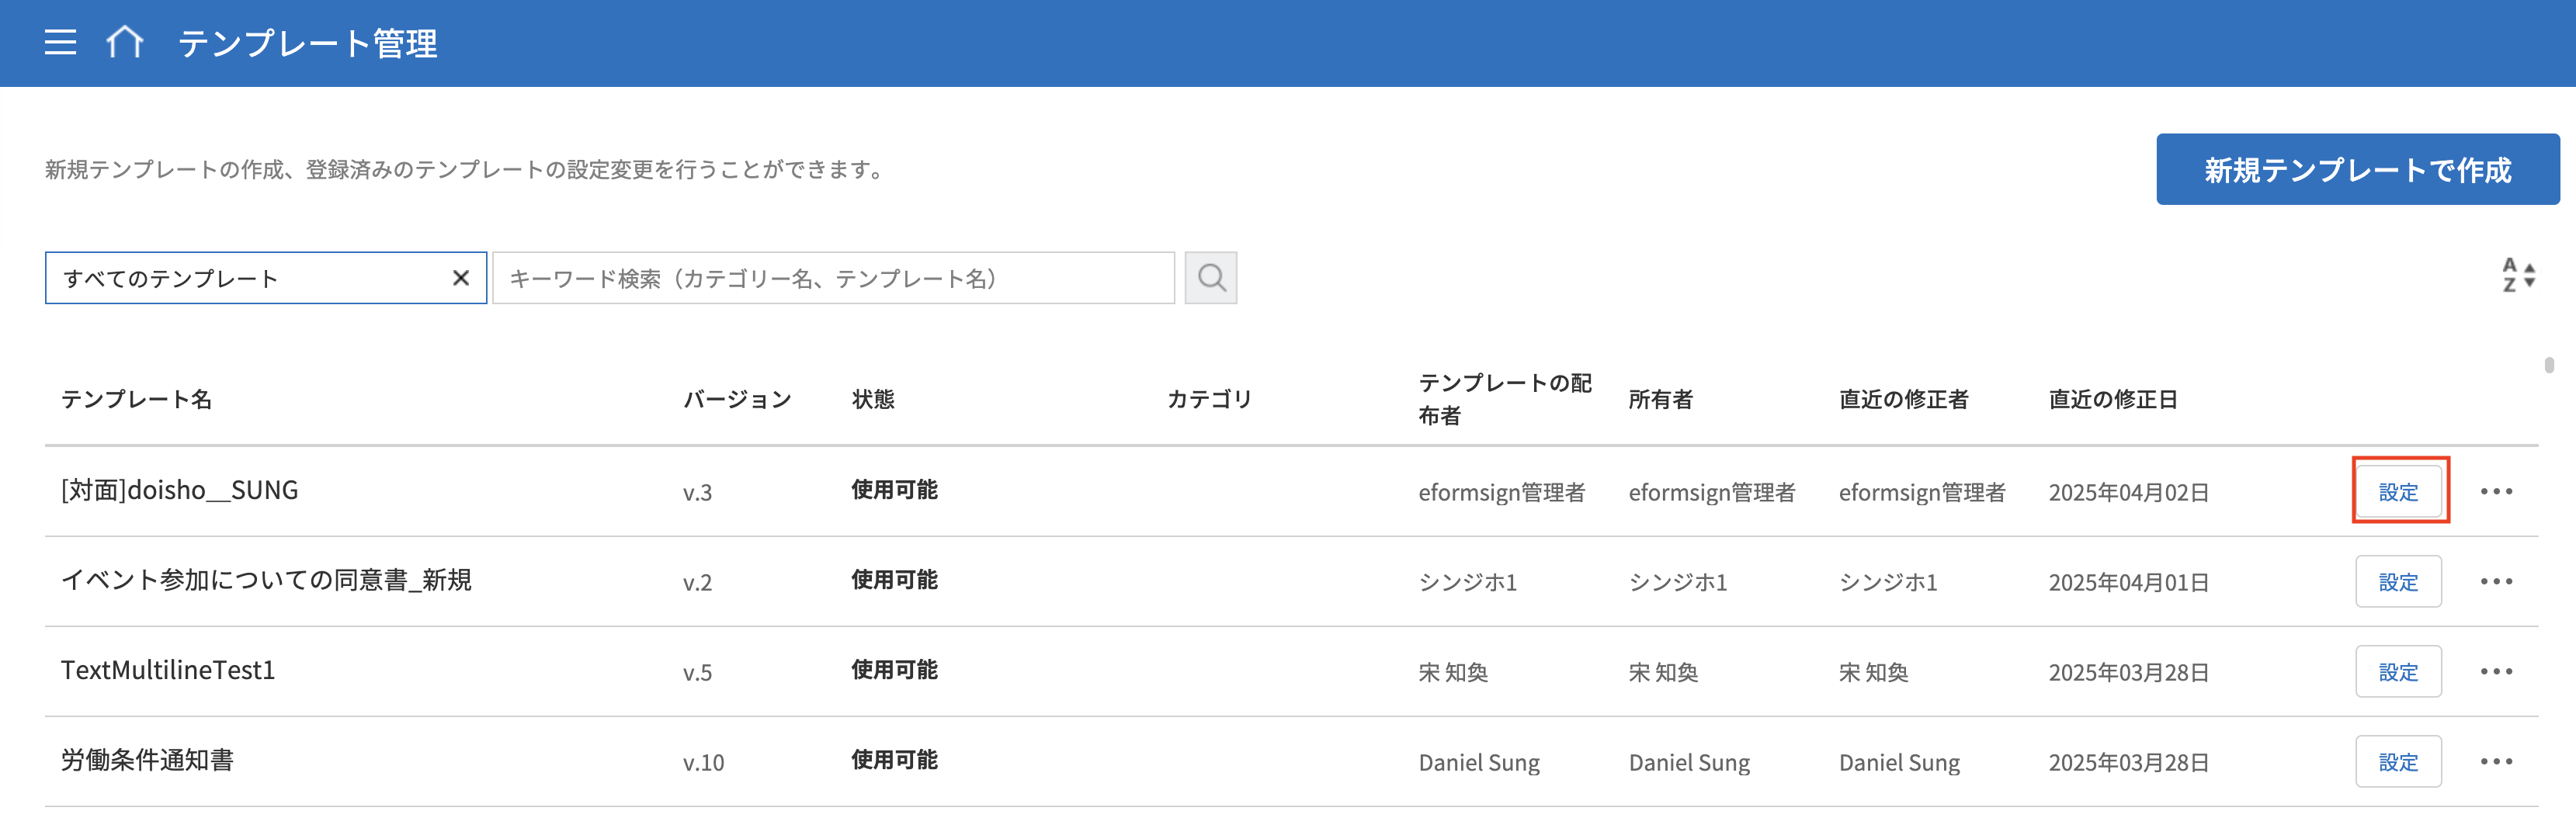 テンプレート管理
新規テンプレートの作成、登録済みのテンプレートの設定変更を行うことができます。
新規テンプレートで作成
すべてのテンプレート
キーワード検索（カテゴリー名、テンプレート名）
A
Z
テンプレート名 バージョン 状態 カテゴリ テンプレートの配布者 所有者 直近の修正者 直近の修正日
[対面]doisho__SUNG v.3 使用可能 eformsign管理者 eformsign管理者 eformsign管理者 2025年04月02日 設定
イベント参加についての同意書_新規 v.2 使用可能 シンジホ1 シンジホ1 シンジホ1 2025年04月01日 設定
TextMultilineTest1 v.5 使用可能 宋 知奐 宋 知奐 宋 知奐 2025年03月28日 設定
労働条件通知書 v.10 使用可能 Daniel Sung Daniel Sung Daniel Sung 2025年03月28日 設定